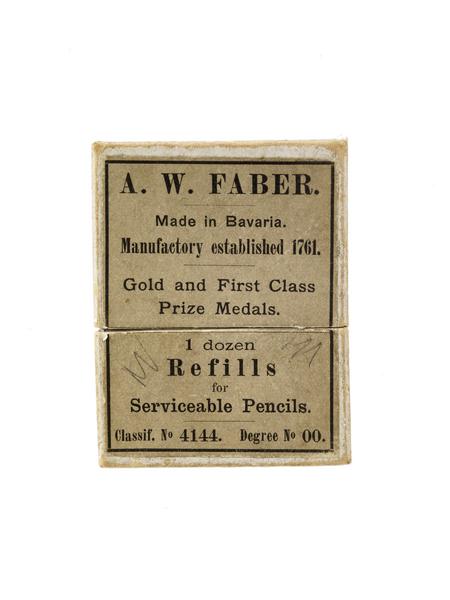 A. W. FABER.
Made in Bavaria.
Manufactory established 1761.
Gold and First Class
Prize Medals.
1 dozen
Refills
for
Serviceable Pencils.
Classif. No 4144. Degree No 00.